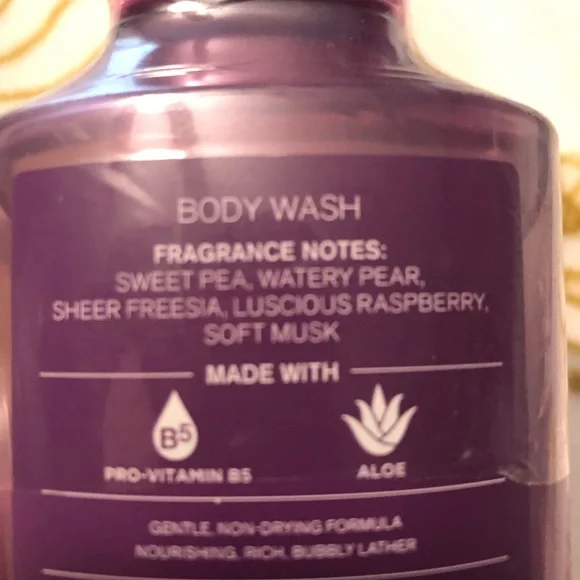 BODY WASH
FRAGRANCE NOTES:
SWEET PEA, WATERY PEAR,
SHEER FREESIA, LUSCIOUS RASPBERRY,
SOFT MUSK
MADE WITH
B5
PRO-VITAMIN B5 ALOE
GENTLE, NON-DRYING FORMULA
NOURISHING, RICH, BUBBLY LATHER